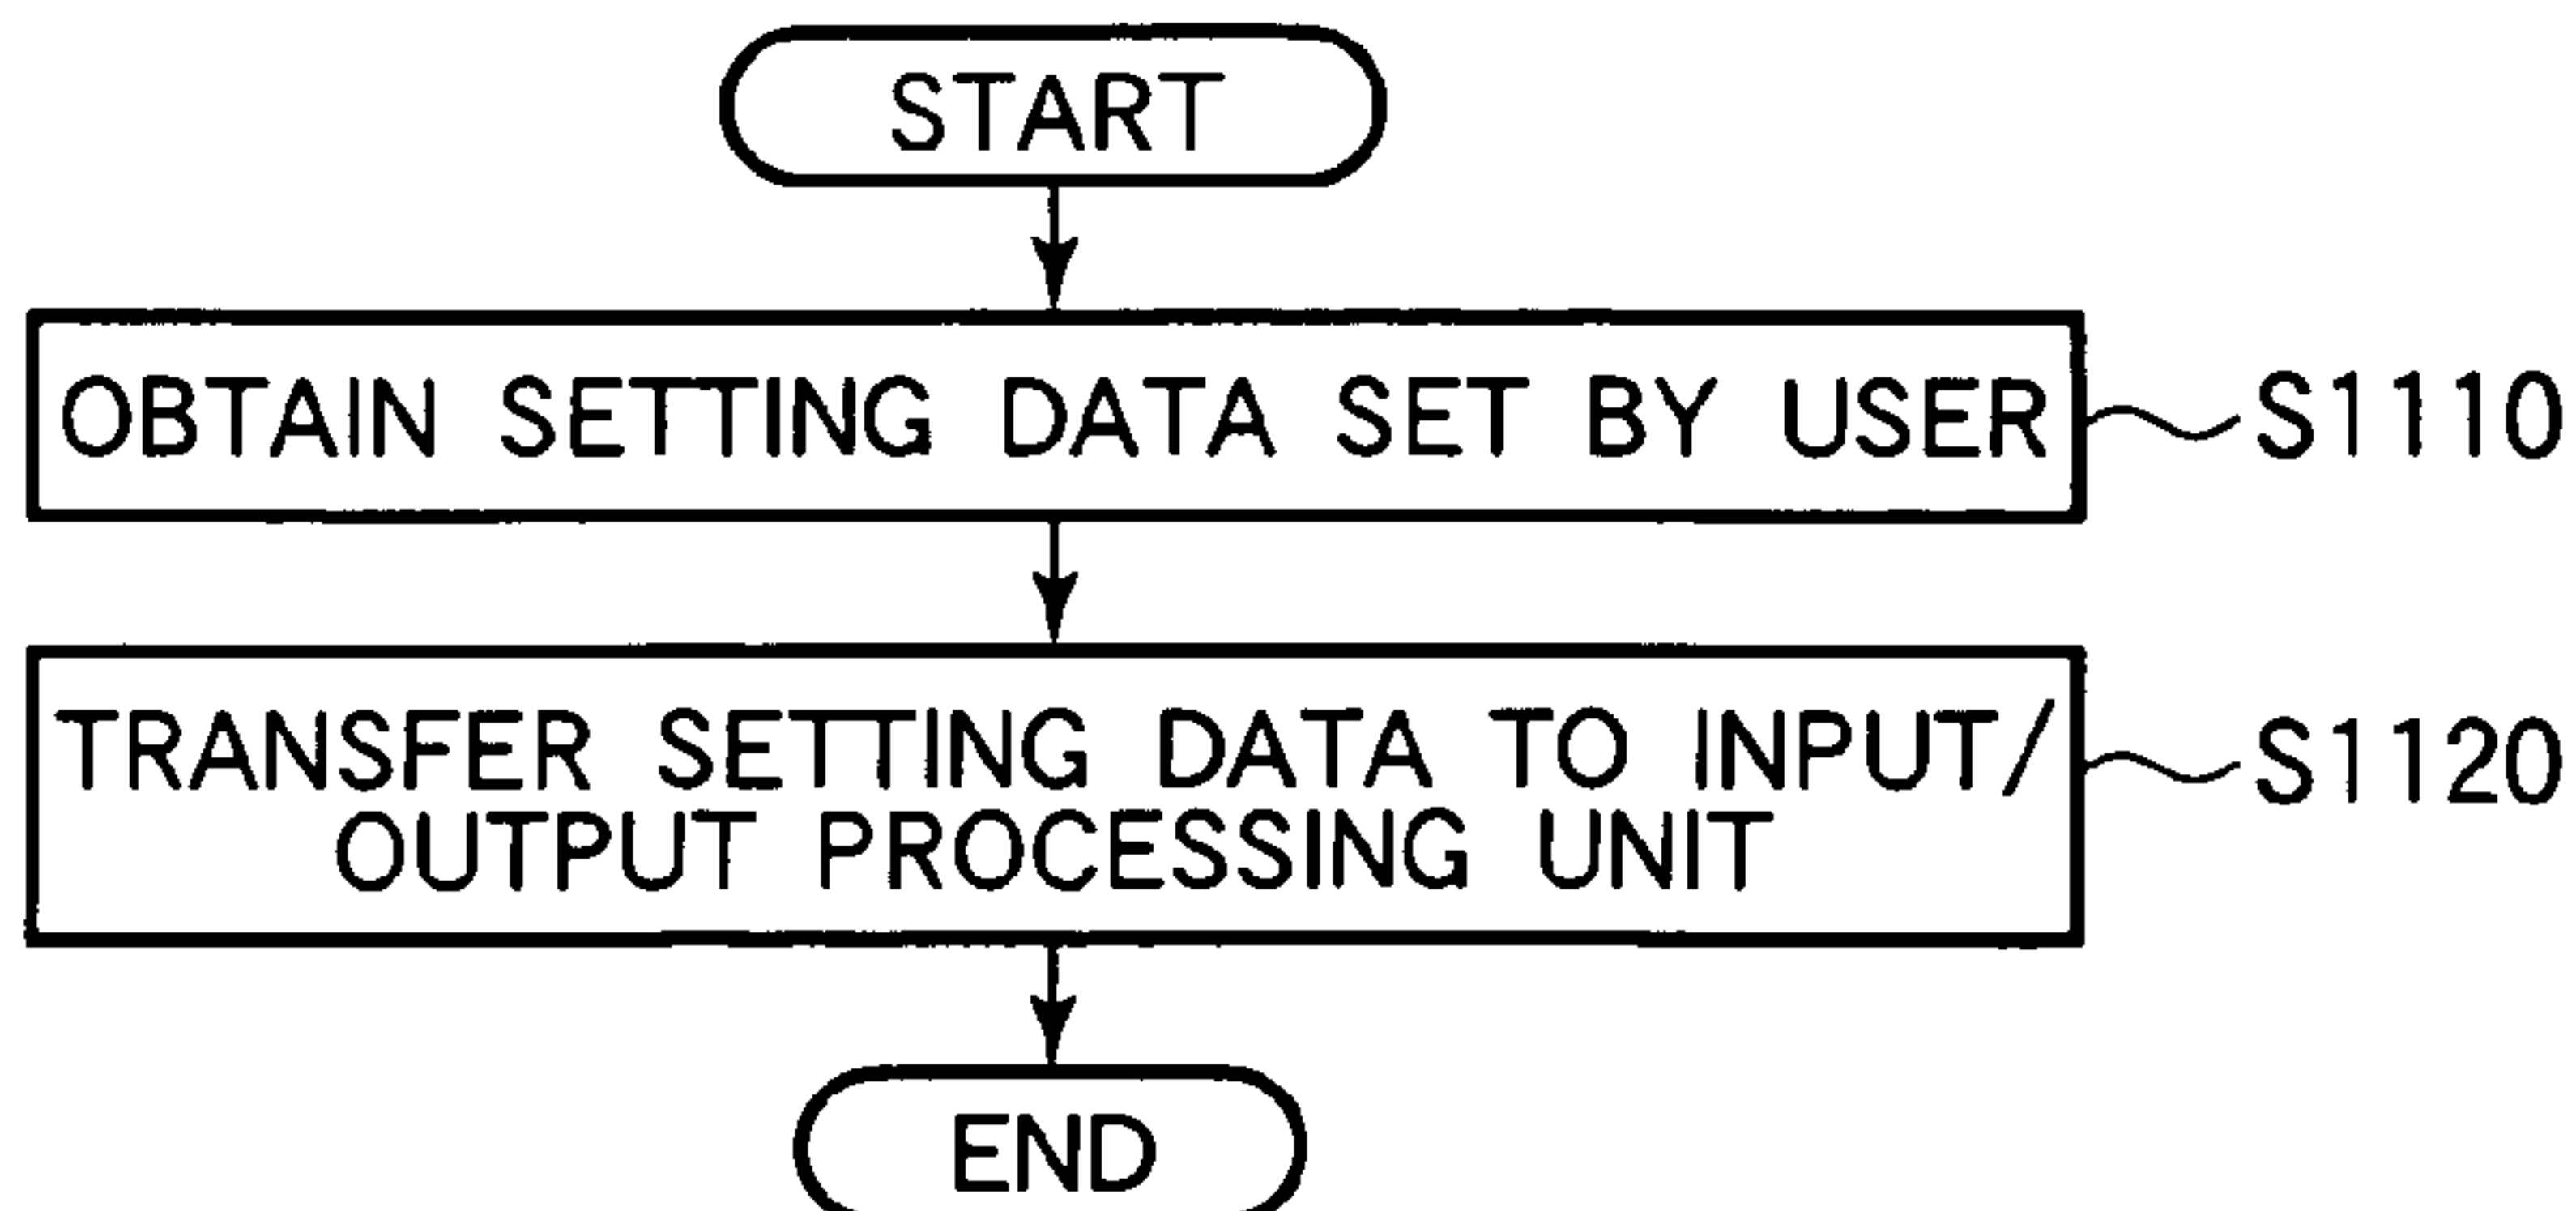 START
OBTAIN SETTING DATA SET BY USER
S1110
TRANSFER SETTING DATA TO INPUT/
OUTPUT PROCESSING UNIT
S1120
END